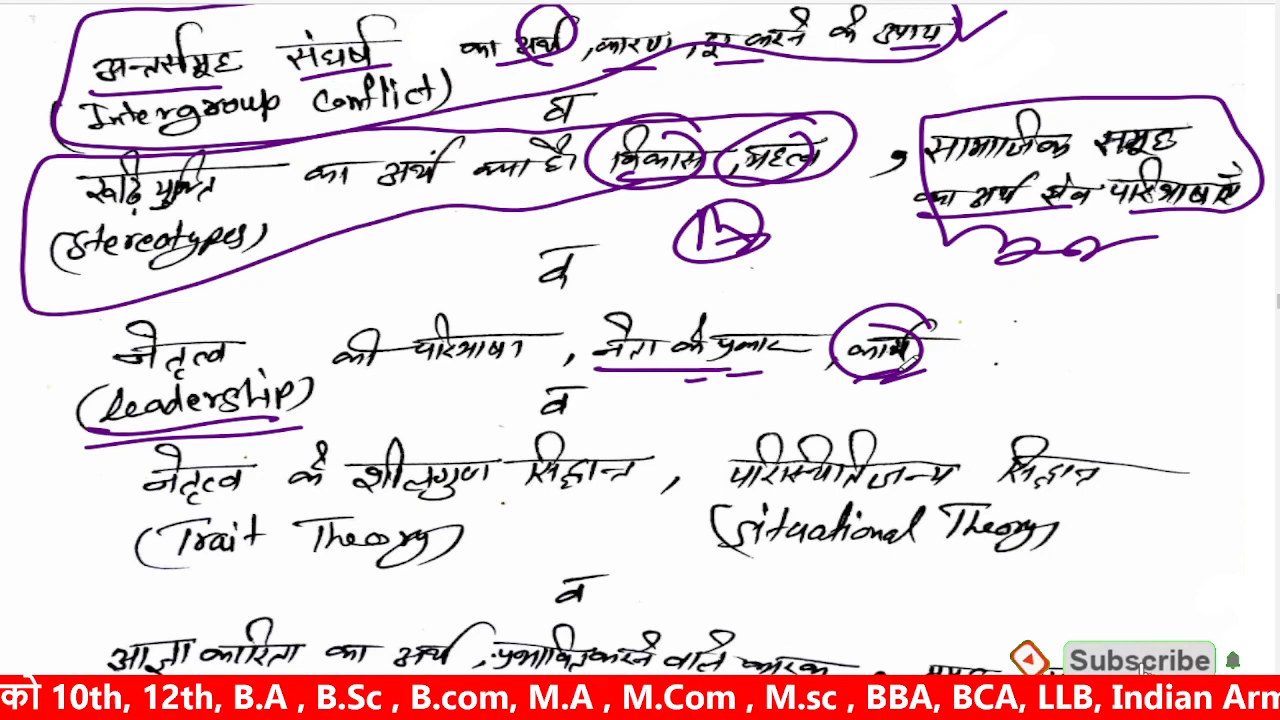 अन्तर्समूह संघर्ष का अर्थ, कारण, दूर करने के उपाय
(Intergroup Conflict)
व
रूढ़ि युक्ति का अर्थ क्या है। विकास, महत्व, सामाजिक समूह
(Stereotypes) का अर्थ एवं परिभाषाएं
व
नेतृत्व की परिभाषा, नेता के प्रकार, कार्य
(Leadership)
व
नेतृत्व के शीलगुण सिद्धान्त, परिस्थितिजन्य सिद्धान्त
(Trait Theory) (Situational Theory)
व
आज्ञाकारिता का अर्थ, प्रभावित करने वाले कारक,
Subscribe
को 10th, 12th, B.A , B.Sc , B.com, M.A , M.Com , M.sc , BBA, BCA, LLB, Indian Arm